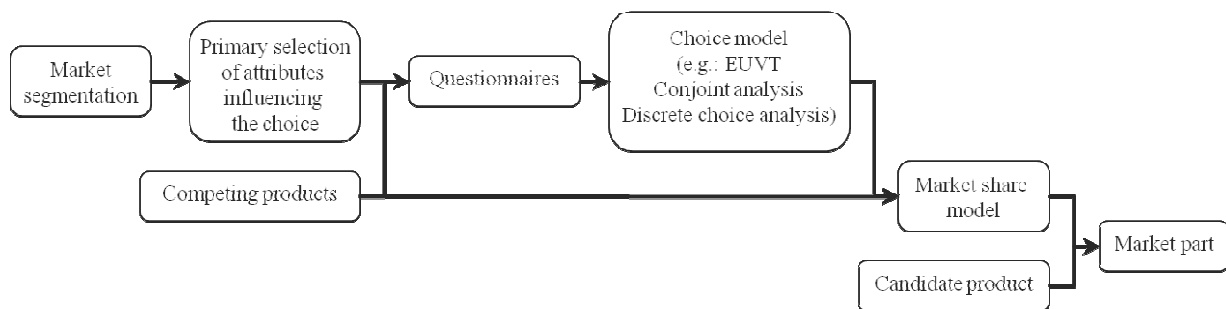 Market
segmentation
Primary selection
of attributes
influencing
the choice
Questionnaires
Choice model
(e.g.: EUVT
Conjoint analysis
Discrete choice analysis)
Competing products
Market share
model
Candidate product
Market part